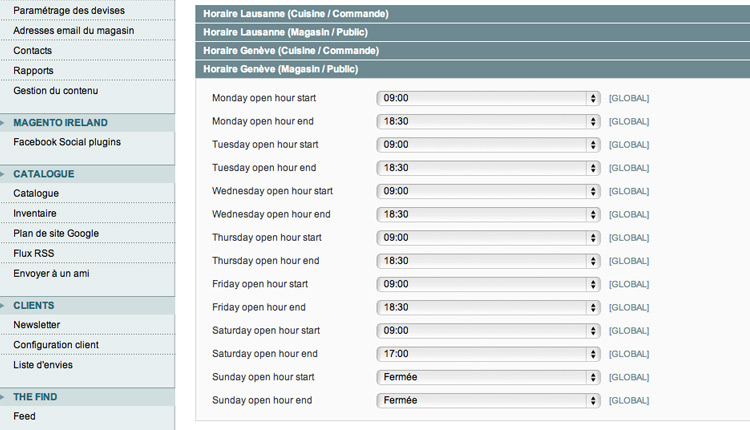 Paramétrage des devises
Adresses email du magasin
Contacts
Rapports
Gestion du contenu
MAGENTO IRELAND
Facebook Social plugins
CATALOGUE
Catalogue
Inventaire
Plan de site Google
Flux RSS
Envoyer à un ami
CLIENTS
Newsletter
Configuration client
Liste d'envies
THE FIND
Feed
Horaire Lausanne (Cuisine / Commande)
Horaire Lausanne (Magasin / Public)
Horaire Genève (Cuisine / Commande)
Horaire Genève (Magasin / Public)
Monday open hour start 09:00 [GLOBAL]
Monday open hour end 18:30 [GLOBAL]
Tuesday open hour start 09:00 [GLOBAL]
Tuesday open hour end 18:30 [GLOBAL]
Wednesday open hour start 09:00 [GLOBAL]
Wednesday open hour end 18:30 [GLOBAL]
Thursday open hour start 09:00 [GLOBAL]
Thursday open hour end 18:30 [GLOBAL]
Friday open hour start 09:00 [GLOBAL]
Friday open hour end 18:30 [GLOBAL]
Saturday open hour start 09:00 [GLOBAL]
Saturday open hour end 17:00 [GLOBAL]
Sunday open hour start Fermée [GLOBAL]
Sunday open hour end Fermée [GLOBAL]